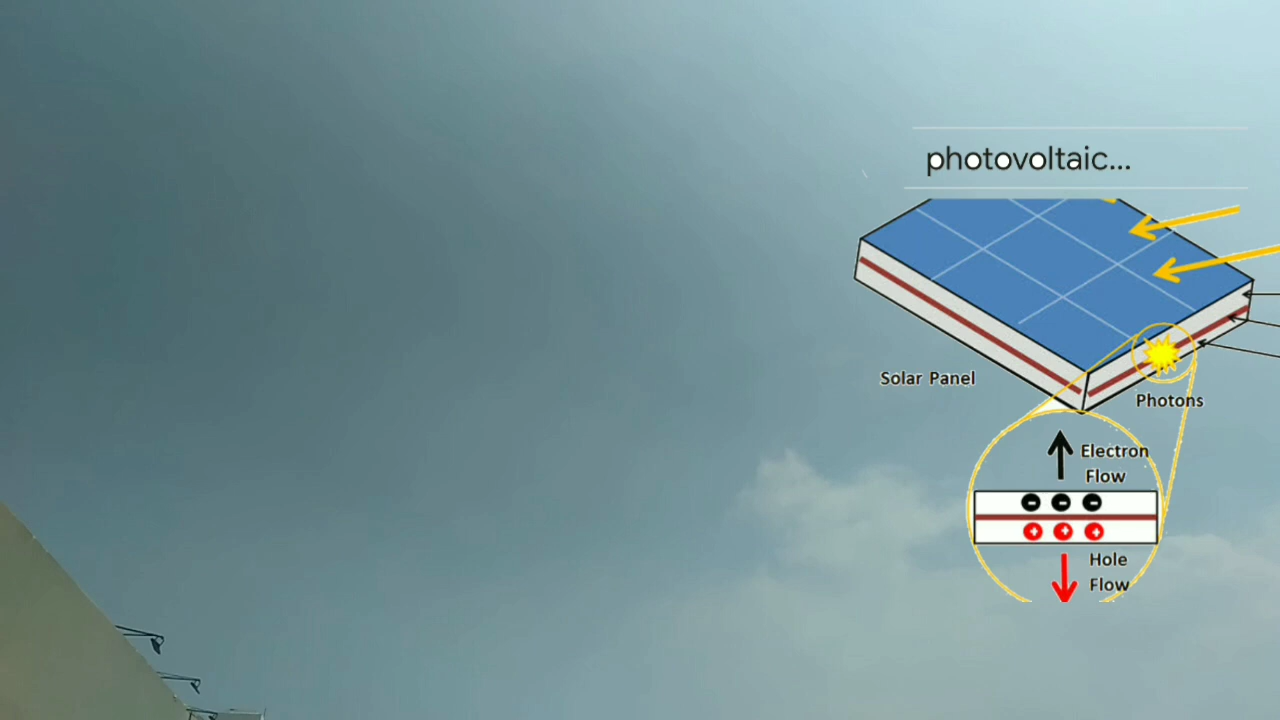 photovoltaic...
Solar Panel
Photons
Electron
Flow
Hole
Flow